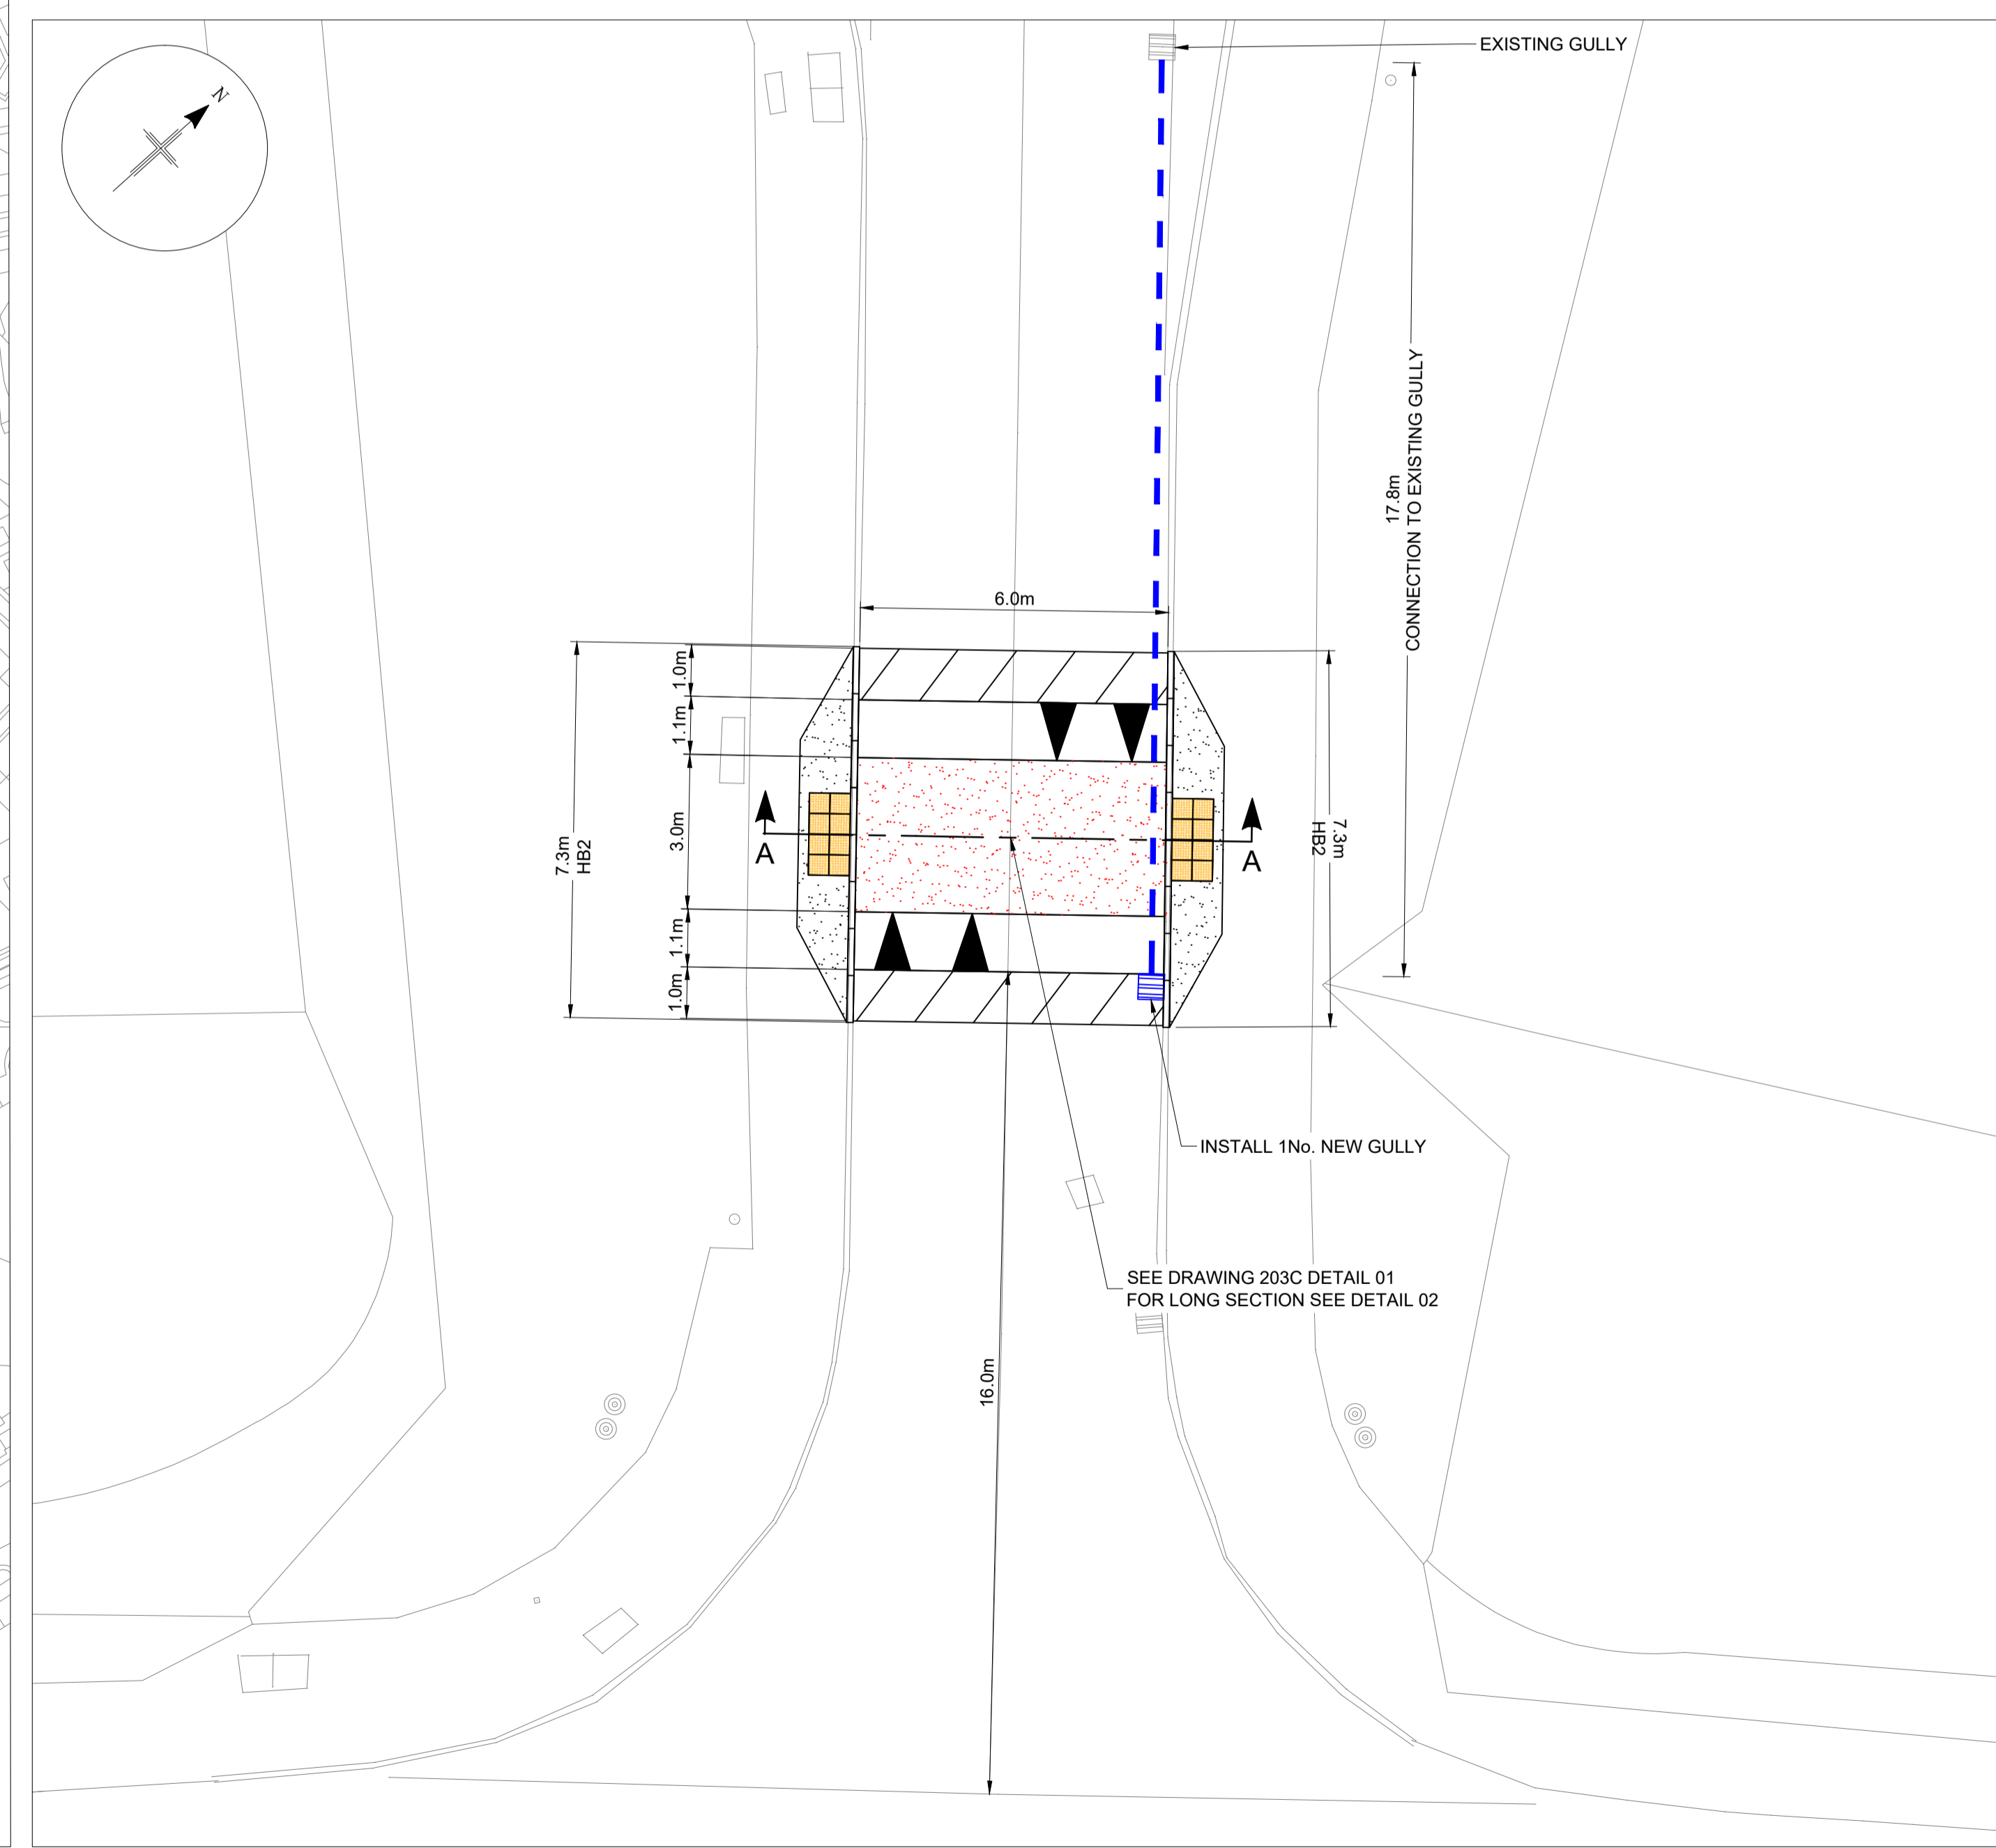 N
EXISTING GULLY
17.8m
CONNECTION TO EXISTING GULLY
6.0m
1.0m
1.1m
3.0m
1.1m
1.0m
7.3m
HB2
7.3m
HB2
A
A
INSTALL 1No. NEW GULLY
SEE DRAWING 203C DETAIL 01
FOR LONG SECTION SEE DETAIL 02
16.0m